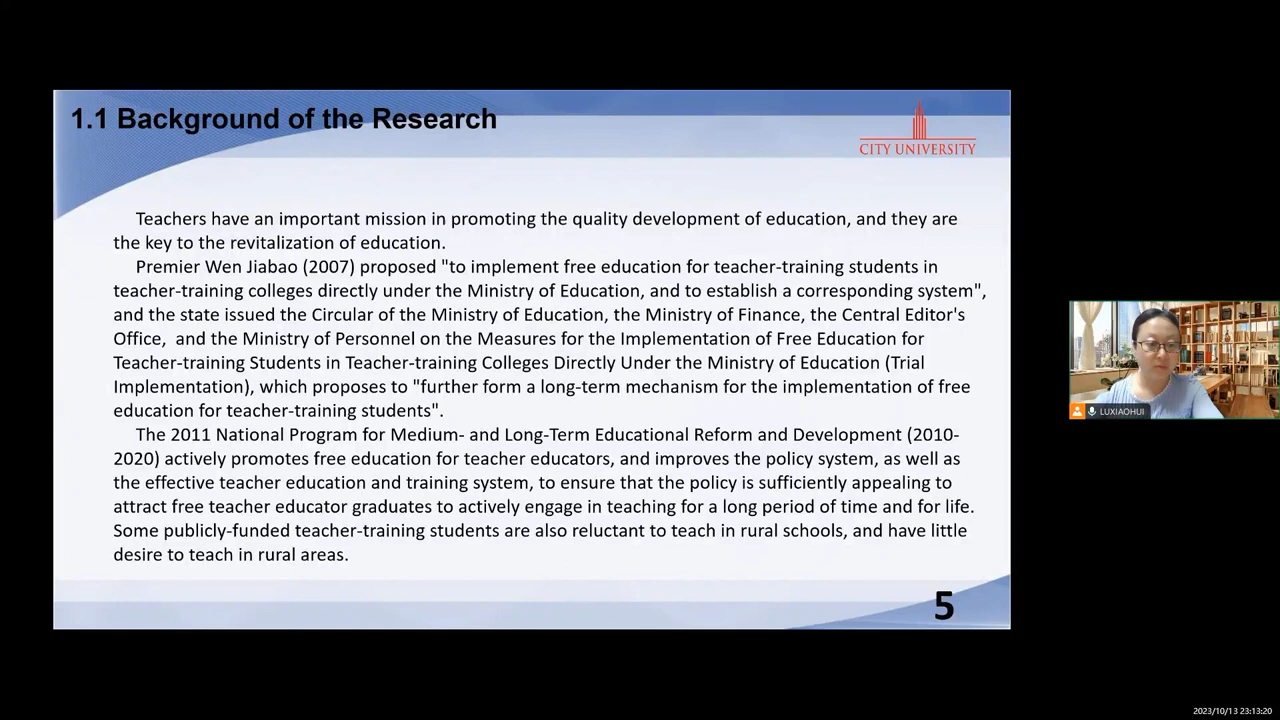 1.1 Background of the Research
CITY UNIVERSITY
Teachers have an important mission in promoting the quality development of education, and they are
the key to the revitalization of education.
Premier Wen Jiabao (2007) proposed "to implement free education for teacher-training students in
teacher-training colleges directly under the Ministry of Education, and to establish a corresponding system",
and the state issued the Circular of the Ministry of Education, the Ministry of Finance, the Central Editor's
Office, and the Ministry of Personnel on the Measures for the Implementation of Free Education for
Teacher-training Students in Teacher-training Colleges Directly Under the Ministry of Education (Trial
Implementation), which proposes to "further form a long-term mechanism for the implementation of free
education for teacher-training students".
The 2011 National Program for Medium- and Long-Term Educational Reform and Development (2010-
2020) actively promotes free education for teacher educators, and improves the policy system, as well as
the effective teacher education and training system, to ensure that the policy is sufficiently appealing to
attract free teacher educator graduates to actively engage in teaching for a long period of time and for life.
Some publicly-funded teacher-training students are also reluctant to teach in rural schools, and have little
desire to teach in rural areas.
5
LUXIAOHUI
2023/10/13 23:13:20